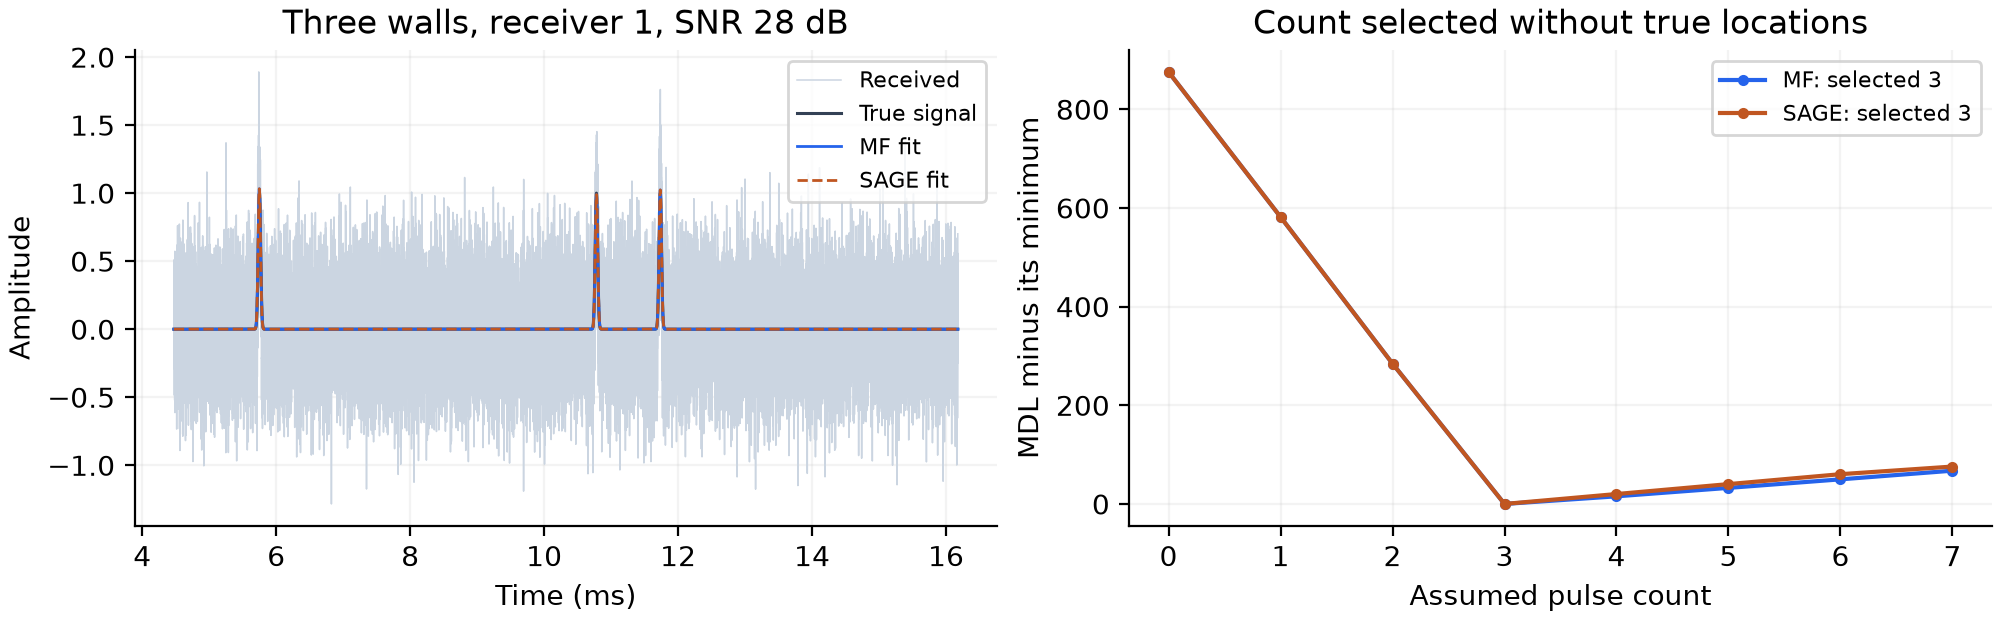 Three walls, receiver 1, SNR 28 dB
2.0
1.5
1.0
0.5
0.0
−0.5
−1.0
Amplitude
4
6
8
10
12
14
16
Time (ms)
Received
True signal
MF fit
SAGE fit
Count selected without true locations
800
600
400
200
0
MDL minus its minimum
0
1
2
3
4
5
6
7
Assumed pulse count
MF: selected 3
SAGE: selected 3